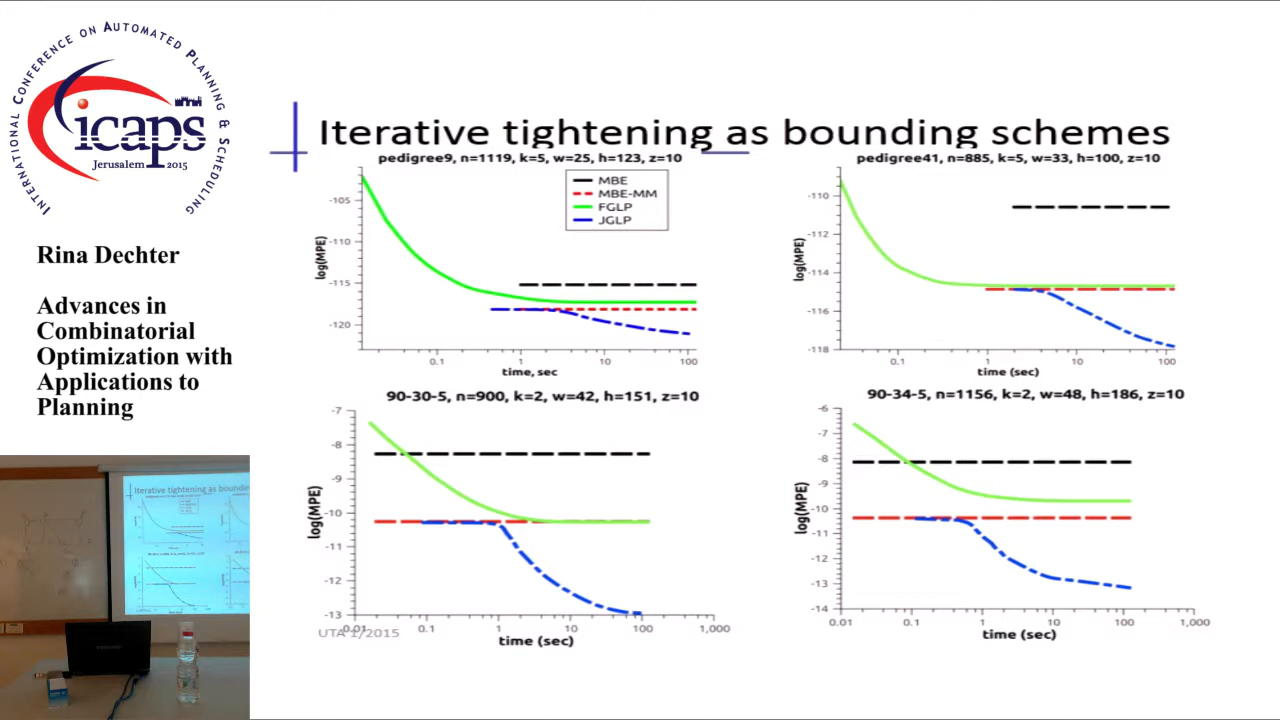 INTERNATIONAL CONFERENCE ON AUTOMATED PLANNING & SCHEDULING
icaps
Jerusalem 2015
Rina Dechter
Advances in
Combinatorial
Optimization with
Applications to
Planning
Iterative tightening as bounding schemes
pedigree9, n=1119, k=5, w=25, h=123, z=10
MBE
MBE-MM
FGLP
JGLP
log(MPE)
-105
-110
-115
-120
0.1 1 10 100
time, sec
pedigree41, n=885, k=5, w=33, h=100, z=10
log(MPE)
-110
-112
-114
-116
-118
0.1 1 10 100
time (sec)
90-30-5, n=900, k=2, w=42, h=151, z=10
log(MPE)
-7
-8
-9
-10
-11
-12
-13
0.01 0.1 1 10 100 1,000
UTA 1/2015
time (sec)
90-34-5, n=1156, k=2, w=48, h=186, z=10
log(MPE)
-6
-7
-8
-9
-10
-11
-12
-13
-14
0.01 0.1 1 10 100 1,000
time (sec)
Iterative tightening as boundin